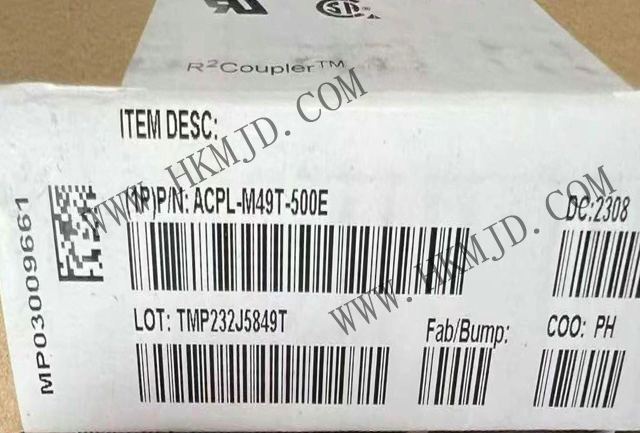 R²Coupler™
ITEM DESC:
(1P)P/N: ACPL-M49T-500E
DC:2308
LOT: TMP232J5849T
Fab/Bump:
COO: PH
MP03009661
WWW.HKMJD.COM
WWW.HKMJD.COM